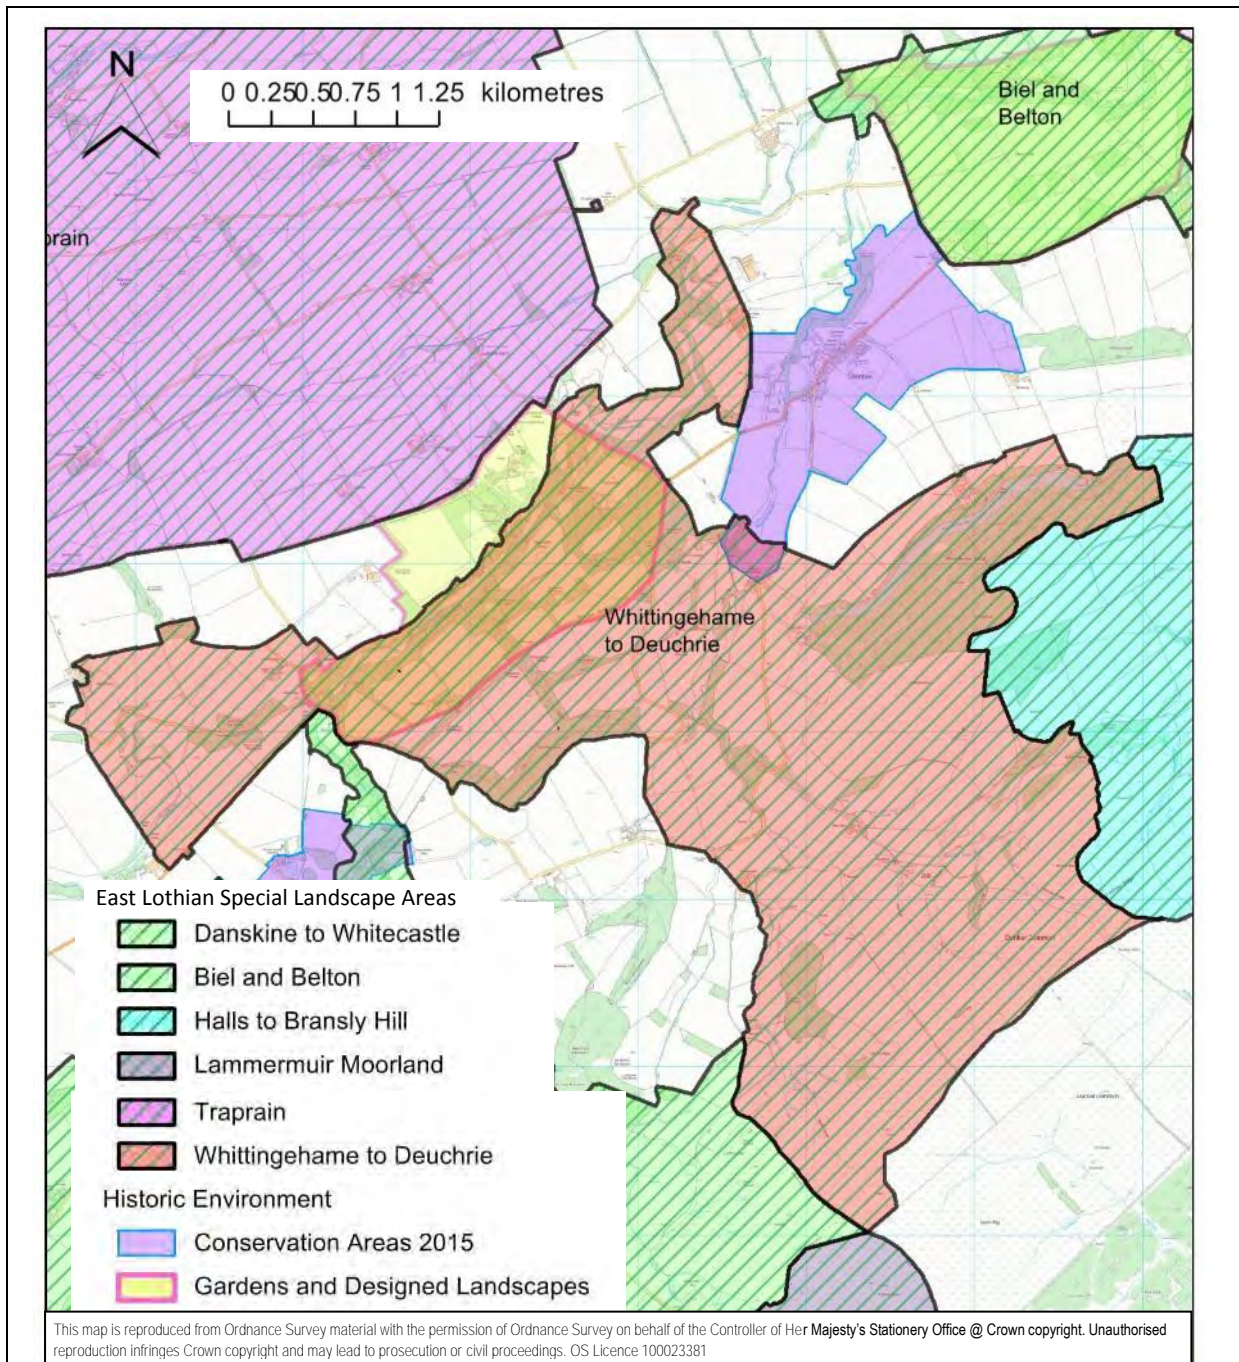 N
0 0.250.50.75 1 1.25 kilometres
Biel and
Belton
prain
Whittingehame
to Deuchrie
East Lothian Special Landscape Areas
Danskine to Whitecastle
Biel and Belton
Halls to Bransly Hill
Lammermuir Moorland
Traprain
Whittingehame to Deuchrie
Historic Environment
Conservation Areas 2015
Gardens and Designed Landscapes
This map is reproduced from Ordnance Survey material with the permission of Ordnance Survey on behalf of the Controller of Her Majesty's Stationery Office @ Crown copyright. Unauthorised
reproduction infringes Crown copyright and may lead to prosecution or civil proceedings. OS Licence 100023381